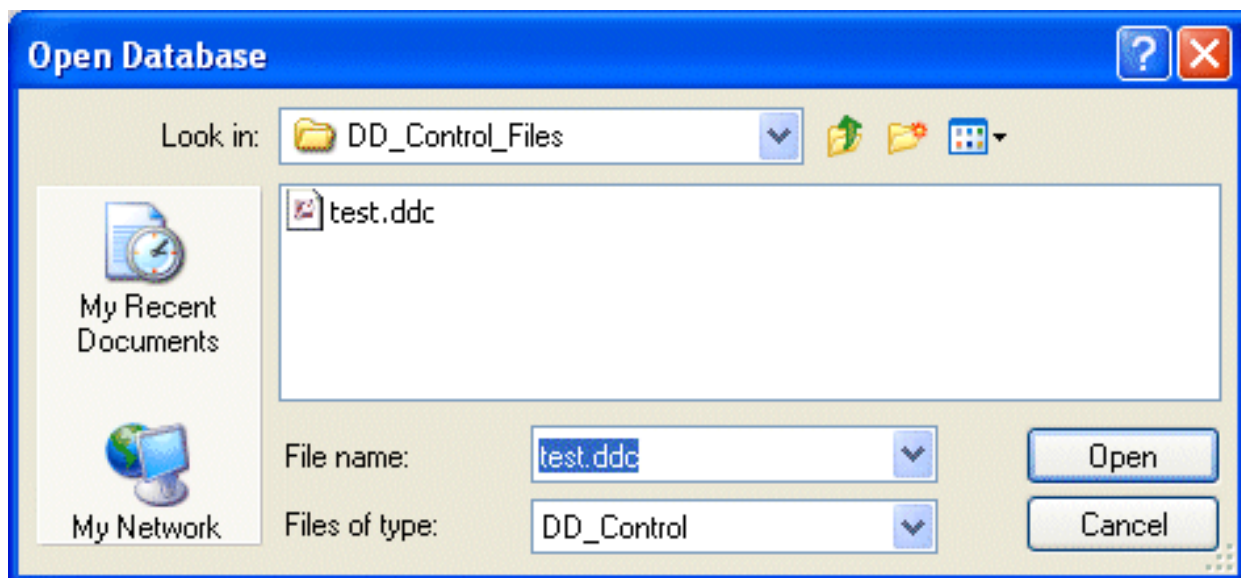 Open Database
Look in: DD_Control_Files
test.ddc
My Recent
Documents
My Network
File name: test.ddc Open
Files of type: DD_Control Cancel